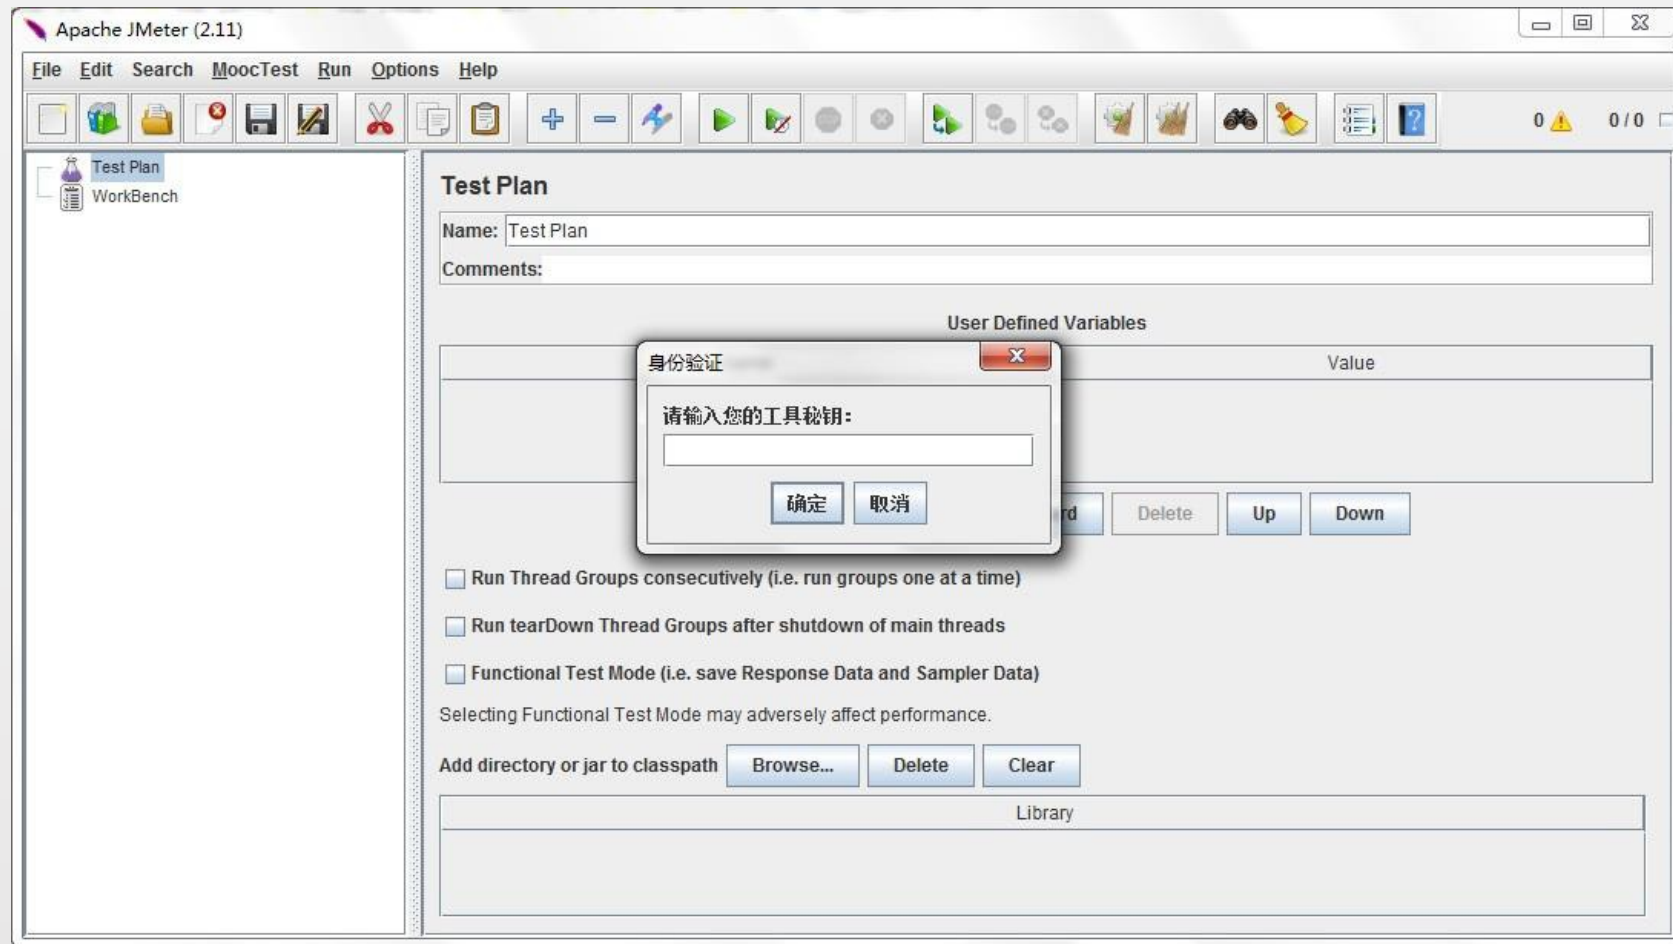 Apache JMeter (2.11)
File Edit Search MoocTest Run Options Help
0 0 / 0
Test Plan
WorkBench
Test Plan
Name: Test Plan
Comments:
User Defined Variables
Value
身份验证
请输入您的工具秘钥：
确定 取消
rd Delete Up Down
Run Thread Groups consecutively (i.e. run groups one at a time)
Run tearDown Thread Groups after shutdown of main threads
Functional Test Mode (i.e. save Response Data and Sampler Data)
Selecting Functional Test Mode may adversely affect performance.
Add directory or jar to classpath Browse... Delete Clear
Library